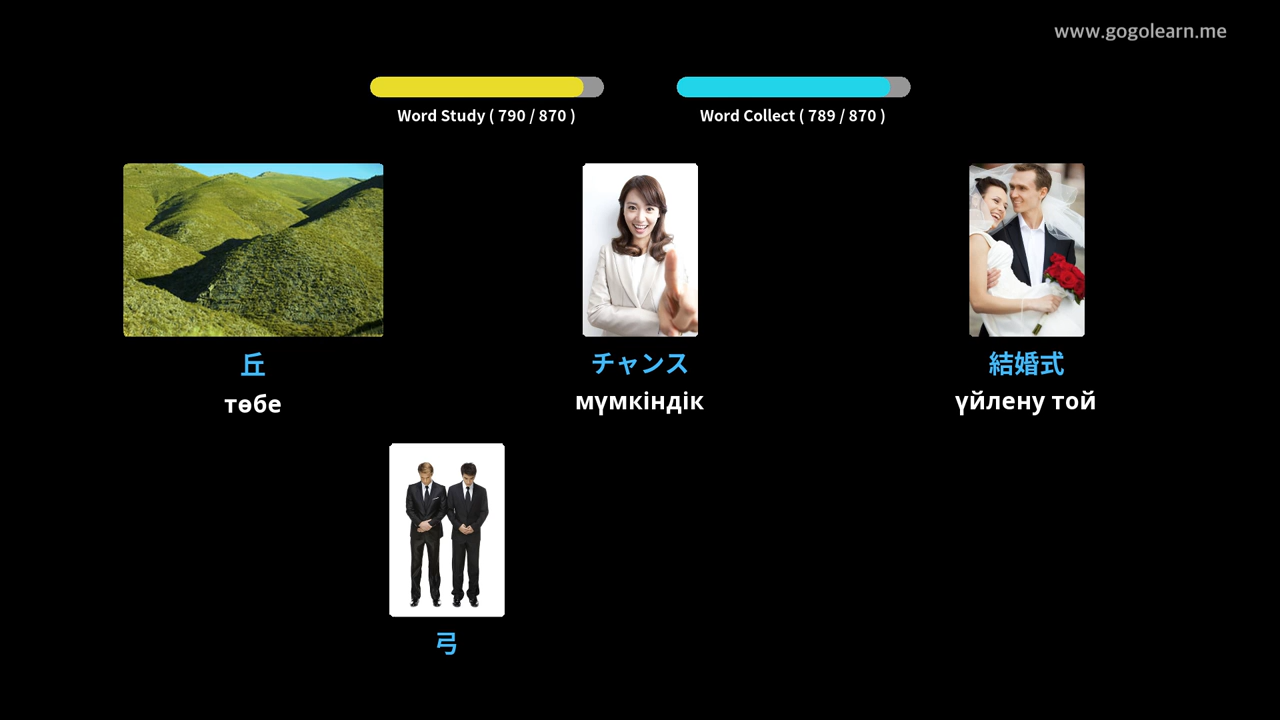 www.gogolearn.me
Word Study ( 790 / 870 )
Word Collect ( 789 / 870 )
丘
төбе
チャンス
мүмкіндік
結婚式
үйлену той
弓